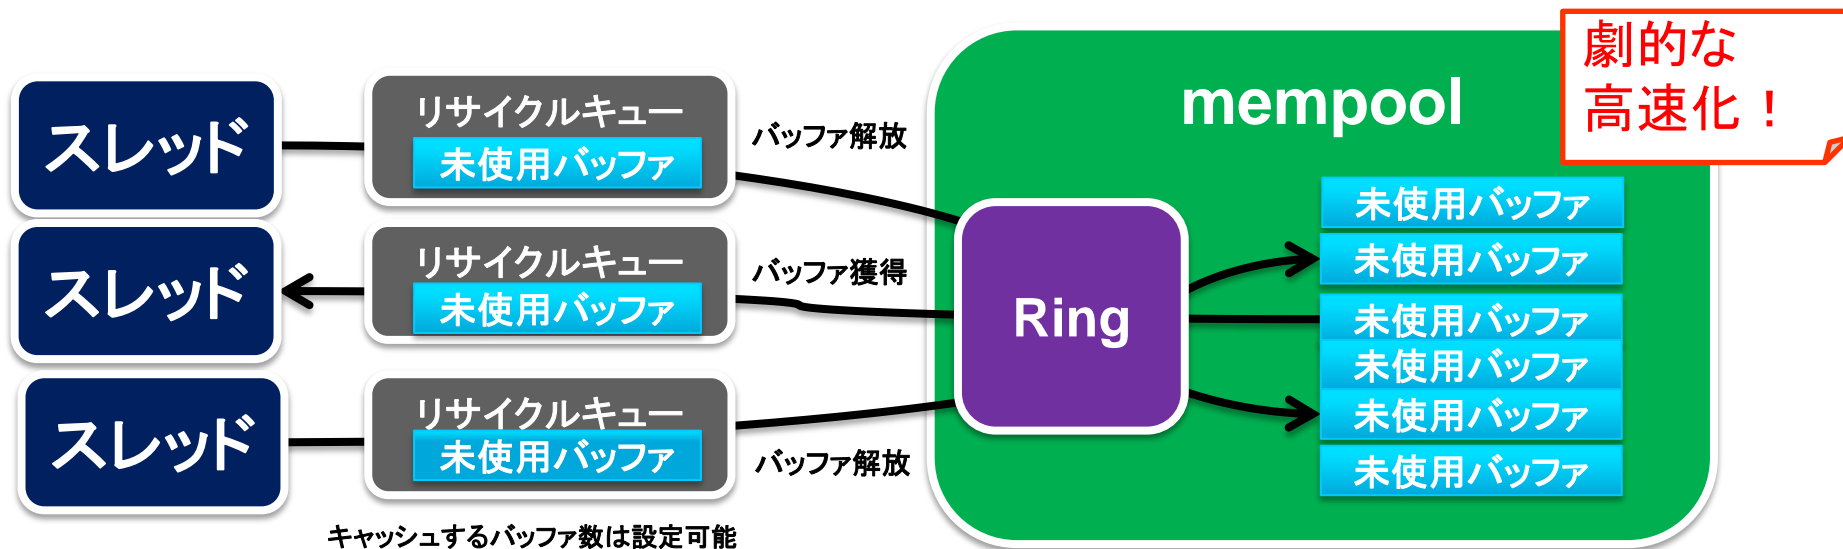 劇的な
高速化！
mempool
スレッド
リサイクルキュー
未使用バッファ
バッファ解放
未使用バッファ
スレッド
リサイクルキュー
未使用バッファ
バッファ獲得
Ring
未使用バッファ
未使用バッファ
未使用バッファ
スレッド
リサイクルキュー
未使用バッファ
バッファ解放
未使用バッファ
未使用バッファ
キャッシュするバッファ数は設定可能